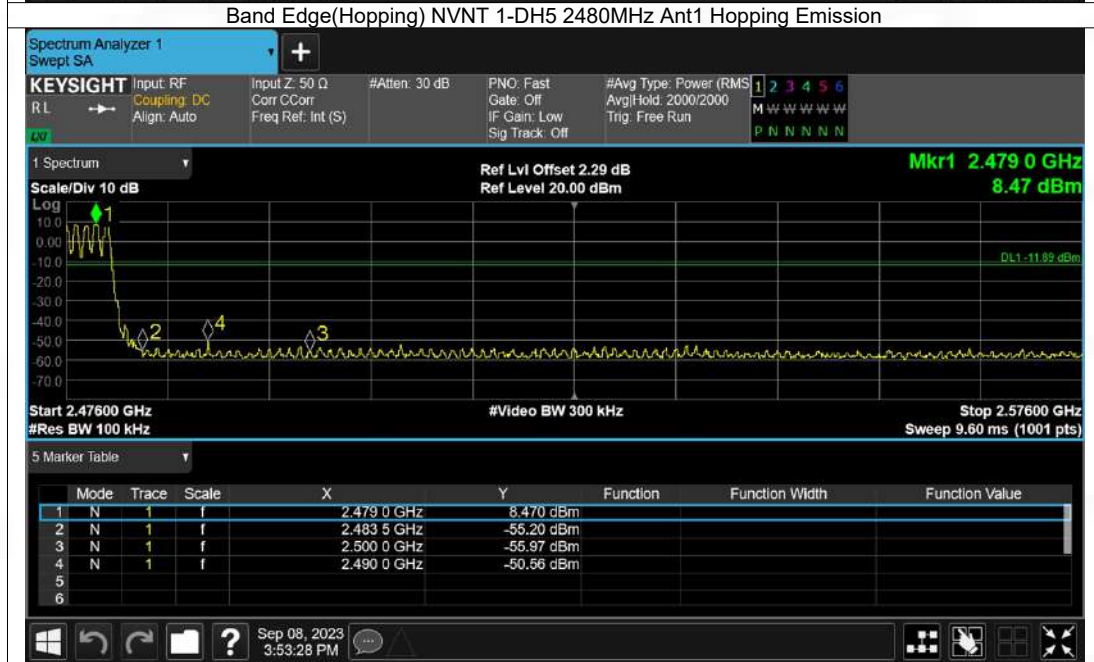 Band Edge(Hopping) NVNT 1-DH5 2480MHz Ant1 Hopping Emission
Spectrum Analyzer 1
Swept SA
+
KEYSIGHT Input: RF Input Z: 50 Ω #Atten: 30 dB PNO: Fast #Avg Type: Power (RMS 1 2 3 4 5 6
RL Coupling: DC Corr CCorr Gate: Off Avg|Hold: 2000/2000 M W W W W W
Align: Auto Freq Ref: Int (S) IF Gain: Low Trig: Free Run
LXI Sig Track: Off P N N N N N
1 Spectrum Ref Lvl Offset 2.29 dB Mkr1 2.479 0 GHz
Scale/Div 10 dB Ref Level 20.00 dBm 8.47 dBm
Log
1
10.0
0.00
-10.0 DL1 -11.89 dBm
-20.0
-30.0
-40.0
2 4 3
-50.0
-60.0
-70.0
Start 2.47600 GHz #Video BW 300 kHz Stop 2.57600 GHz
#Res BW 100 kHz Sweep 9.60 ms (1001 pts)
5 Marker Table
Mode Trace Scale X Y Function Function Width Function Value
1 N 1 f 2.479 0 GHz 8.470 dBm
2 N 1 f 2.483 5 GHz -55.20 dBm
3 N 1 f 2.500 0 GHz -55.97 dBm
4 N 1 f 2.490 0 GHz -50.56 dBm
5
6
? Sep 08, 2023
3:53:28 PM